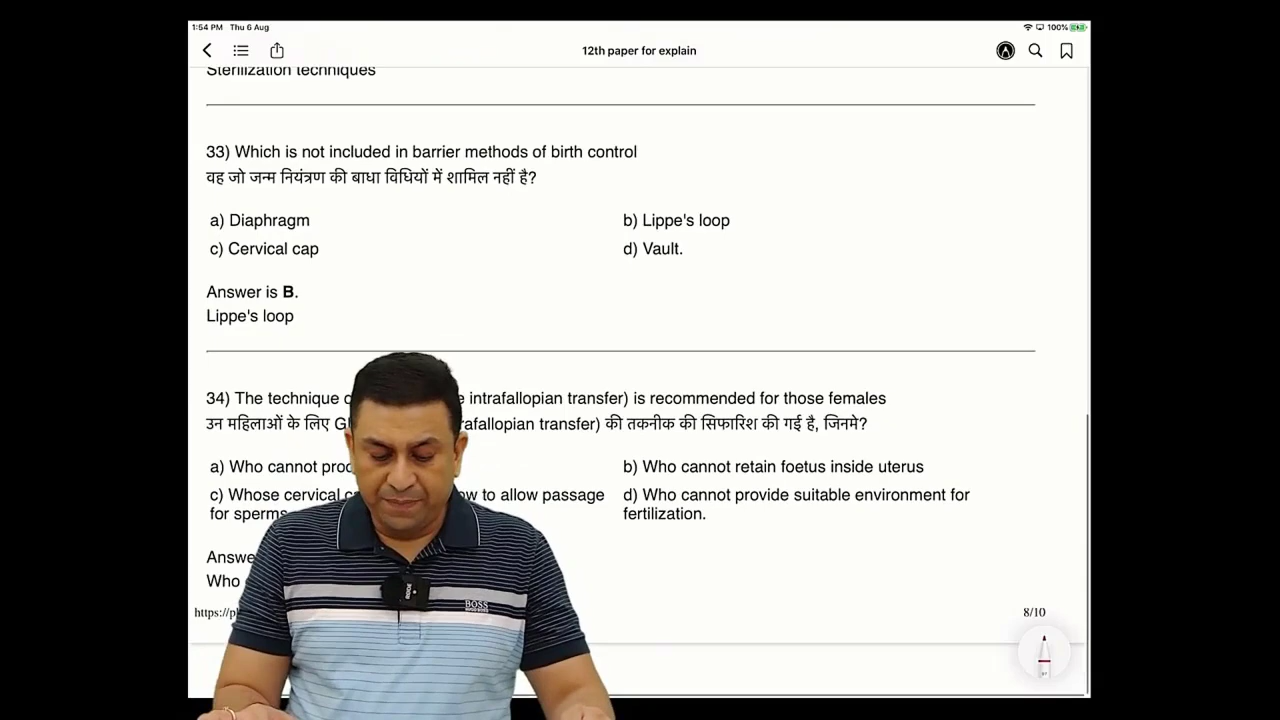 1:54 PM Thu 6 Aug
100%
12th paper for explain
Sterilization techniques
33) Which is not included in barrier methods of birth control
वह जो जन्म नियंत्रण की बाधा विधियों में शामिल नहीं है?
a) Diaphragm b) Lippe's loop
c) Cervical cap d) Vault.
Answer is B.
Lippe's loop
34) The technique intrafallopian transfer) is recommended for those females
उन महिलाओं के लिए rafallopian transfer) की तकनीक की सिफारिश की गई है, जिनमे?
a) Who cannot b) Who cannot retain foetus inside uterus
c) Whose cervical to allow passage d) Who cannot provide suitable environment for
for sperms fertilization.
Who
8/10
BOSS